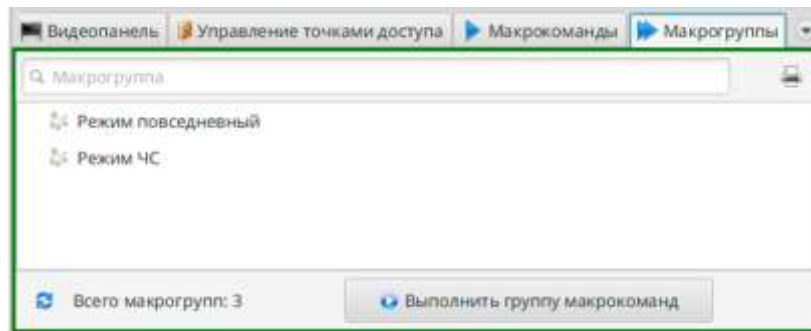 Видеопанель Управление точками доступа Макрокоманды Макрогруппы
Макрогруппа
Режим повседневный
Режим ЧС
Всего макрогрупп: 3 Выполнить группу макрокоманд